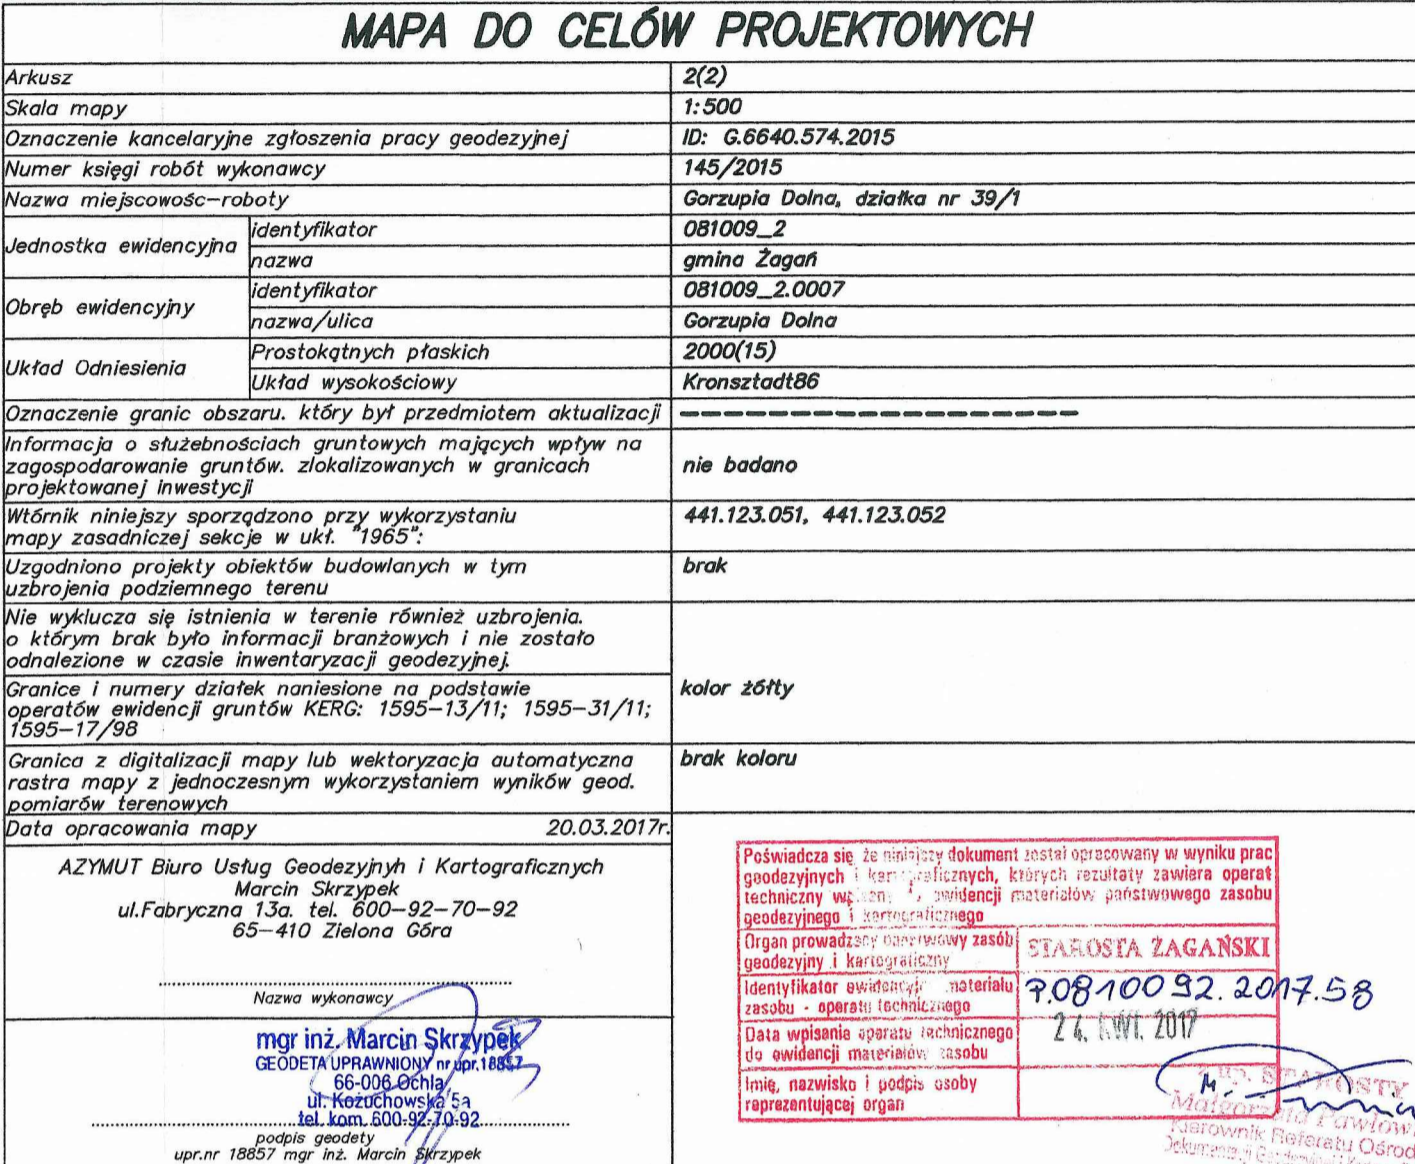 MAPA DO CELÓW PROJEKTOWYCH
Arkusz 2(2)
Skala mapy 1:500
Oznaczenie kancelaryjne zgłoszenia pracy geodezyjnej ID: G.6640.574.2015
Numer księgi robót wykonawcy 145/2015
Nazwa miejscowośc-roboty Gorzupia Dolna, działka nr 39/1
Jednostka ewidencyjna identyfikator 081009_2
nazwa gmina Żagań
Obręb ewidencyjny identyfikator 081009_2.0007
nazwa/ulica Gorzupia Dolna
Układ Odniesienia Prostokątnych płaskich 2000(15)
Układ wysokościowy Kronsztadt86
Oznaczenie granic obszaru. który był przedmiotem aktualizacji
Informacja o służebnościach gruntowych mających wpływ na
zagospodarowanie gruntów. zlokalizowanych w granicach
projektowanej inwestycji
nie badano
Wtórnik niniejszy sporządzono przy wykorzystaniu
mapy zasadniczej sekcje w ukł. "1965":
441.123.051, 441.123.052
Uzgodniono projekty obiektów budowlanych w tym
uzbrojenia podziemnego terenu
brak
Nie wyklucza się istnienia w terenie również uzbrojenia.
o którym brak było informacji branżowych i nie zostało
odnalezione w czasie inwentaryzacji geodezyjnej.
Granice i numery działek naniesione na podstawie
operatów ewidencji gruntów KERG: 1595-13/11; 1595-31/11;
1595-17/98
kolor żółty
Granica z digitalizacji mapy lub wektoryzacja automatyczna
rastra mapy z jednoczesnym wykorzystaniem wyników geod.
pomiarów terenowych
brak koloru
Data opracowania mapy 20.03.2017r.
AZYMUT Biuro Usług Geodezyjnyh i Kartograficznych
Marcin Skrzypek
ul.Fabryczna 13a. tel. 600-92-70-92
65-410 Zielona Góra
Nazwa wykonawcy
mgr inż. Marcin Skrzypek
GEODETA UPRAWNIONY nr upr.18857
66-006 Ochla
ul. Kożuchowska 5a
tel. kom. 600-92-70-92
podpis geodety
upr.nr 18857 mgr inż. Marcin Skrzypek
Poświadcza się, że niniejszy dokument został opracowany w wyniku prac
geodezyjnych i kartograficznych, których rezultaty zawiera operat
techniczny wpisany do ewidencji materiałów państwowego zasobu
geodezyjnego i kartograficznego
Organ prowadzący państwowy zasób
geodezyjny i kartograficzny
STAROSTA ŻAGAŃSKI
Identyfikator ewidencyjny materiału
zasobu - operatu technicznego
P.0810092.2017.58
Data wpisania operatu technicznego
do ewidencji materiałów zasobu
24. KWI. 2017
Imię, nazwisko i podpis osoby
reprezentującej organ
z up. STAROSTY
Małgorzata
Kierownik Referatu